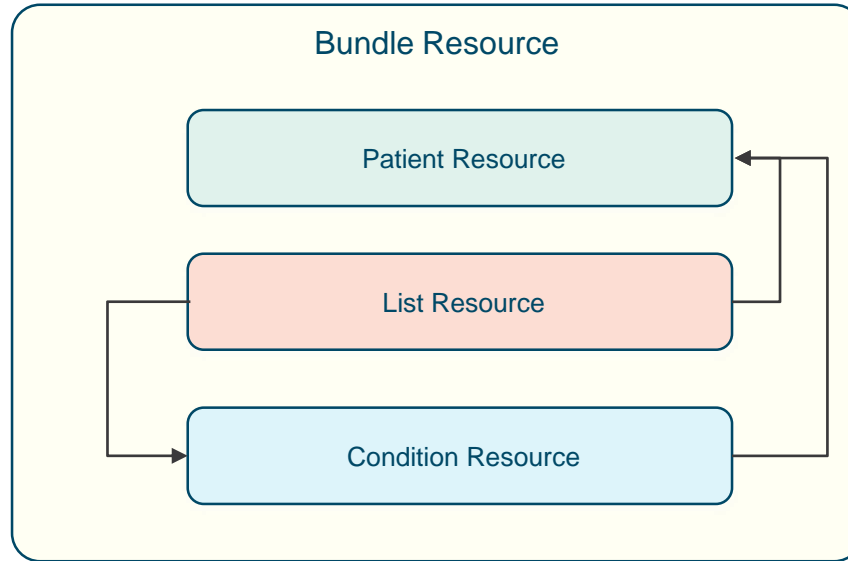 Bundle Resource
Patient Resource
List Resource
Condition Resource